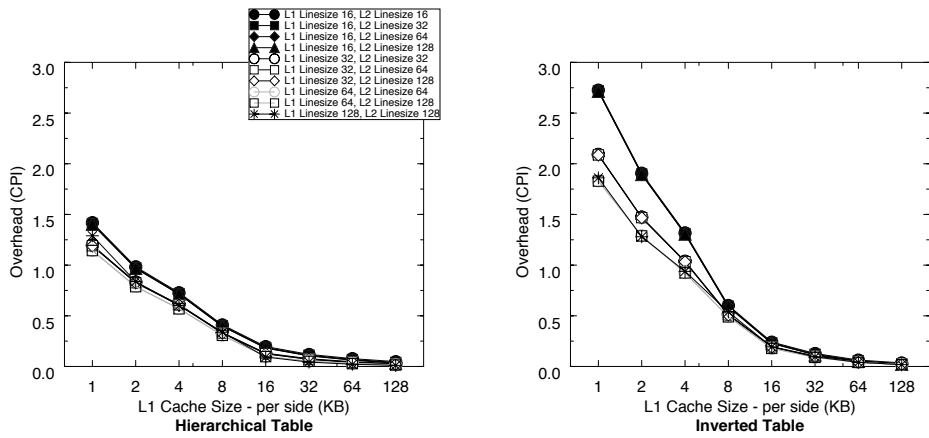 L1 Linesize 16, L2 Linesize 16
L1 Linesize 16, L2 Linesize 32
L1 Linesize 16, L2 Linesize 64
L1 Linesize 16, L2 Linesize 128
L1 Linesize 32, L2 Linesize 32
L1 Linesize 32, L2 Linesize 64
L1 Linesize 32, L2 Linesize 128
L1 Linesize 64, L2 Linesize 64
L1 Linesize 64, L2 Linesize 128
L1 Linesize 128, L2 Linesize 128
3.0
2.5
2.0
1.5
1.0
0.5
0.0
Overhead (CPI)
1 2 4 8 16 32 64 128
L1 Cache Size - per side (KB)
Hierarchical Table
3.0
2.5
2.0
1.5
1.0
0.5
0.0
Overhead (CPI)
1 2 4 8 16 32 64 128
L1 Cache Size - per side (KB)
Inverted Table